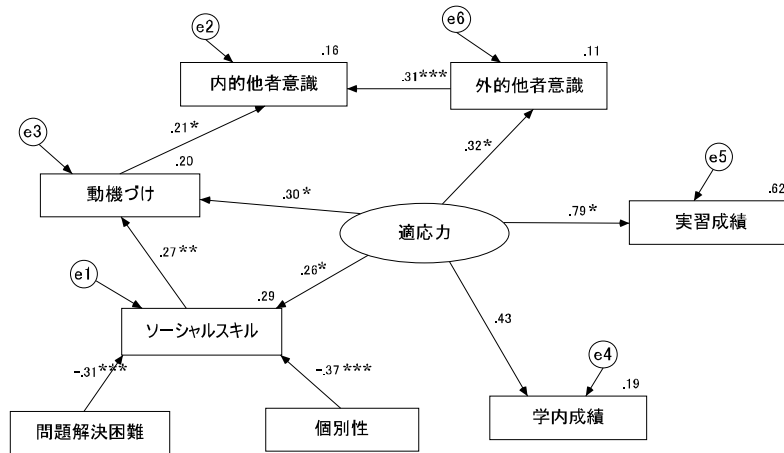 e2
.16
内的他者意識
e6
.11
外的他者意識
.31***
.21*
.32*
e3
.20
動機づけ
.30*
適応力
.79*
e5
.62
実習成績
.27**
.26*
e1
.29
ソーシャルスキル
.43
-.31***
-.37***
e4
.19
学内成績
問題解決困難
個別性